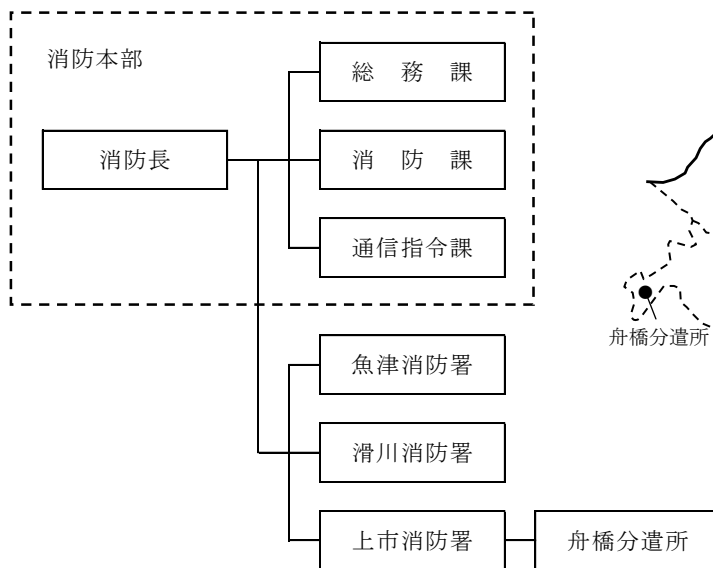 消防本部
総務課
消防長
消防課
通信指令課
舟橋分遣所
魚津消防署
滑川消防署
上市消防署
舟橋分遣所